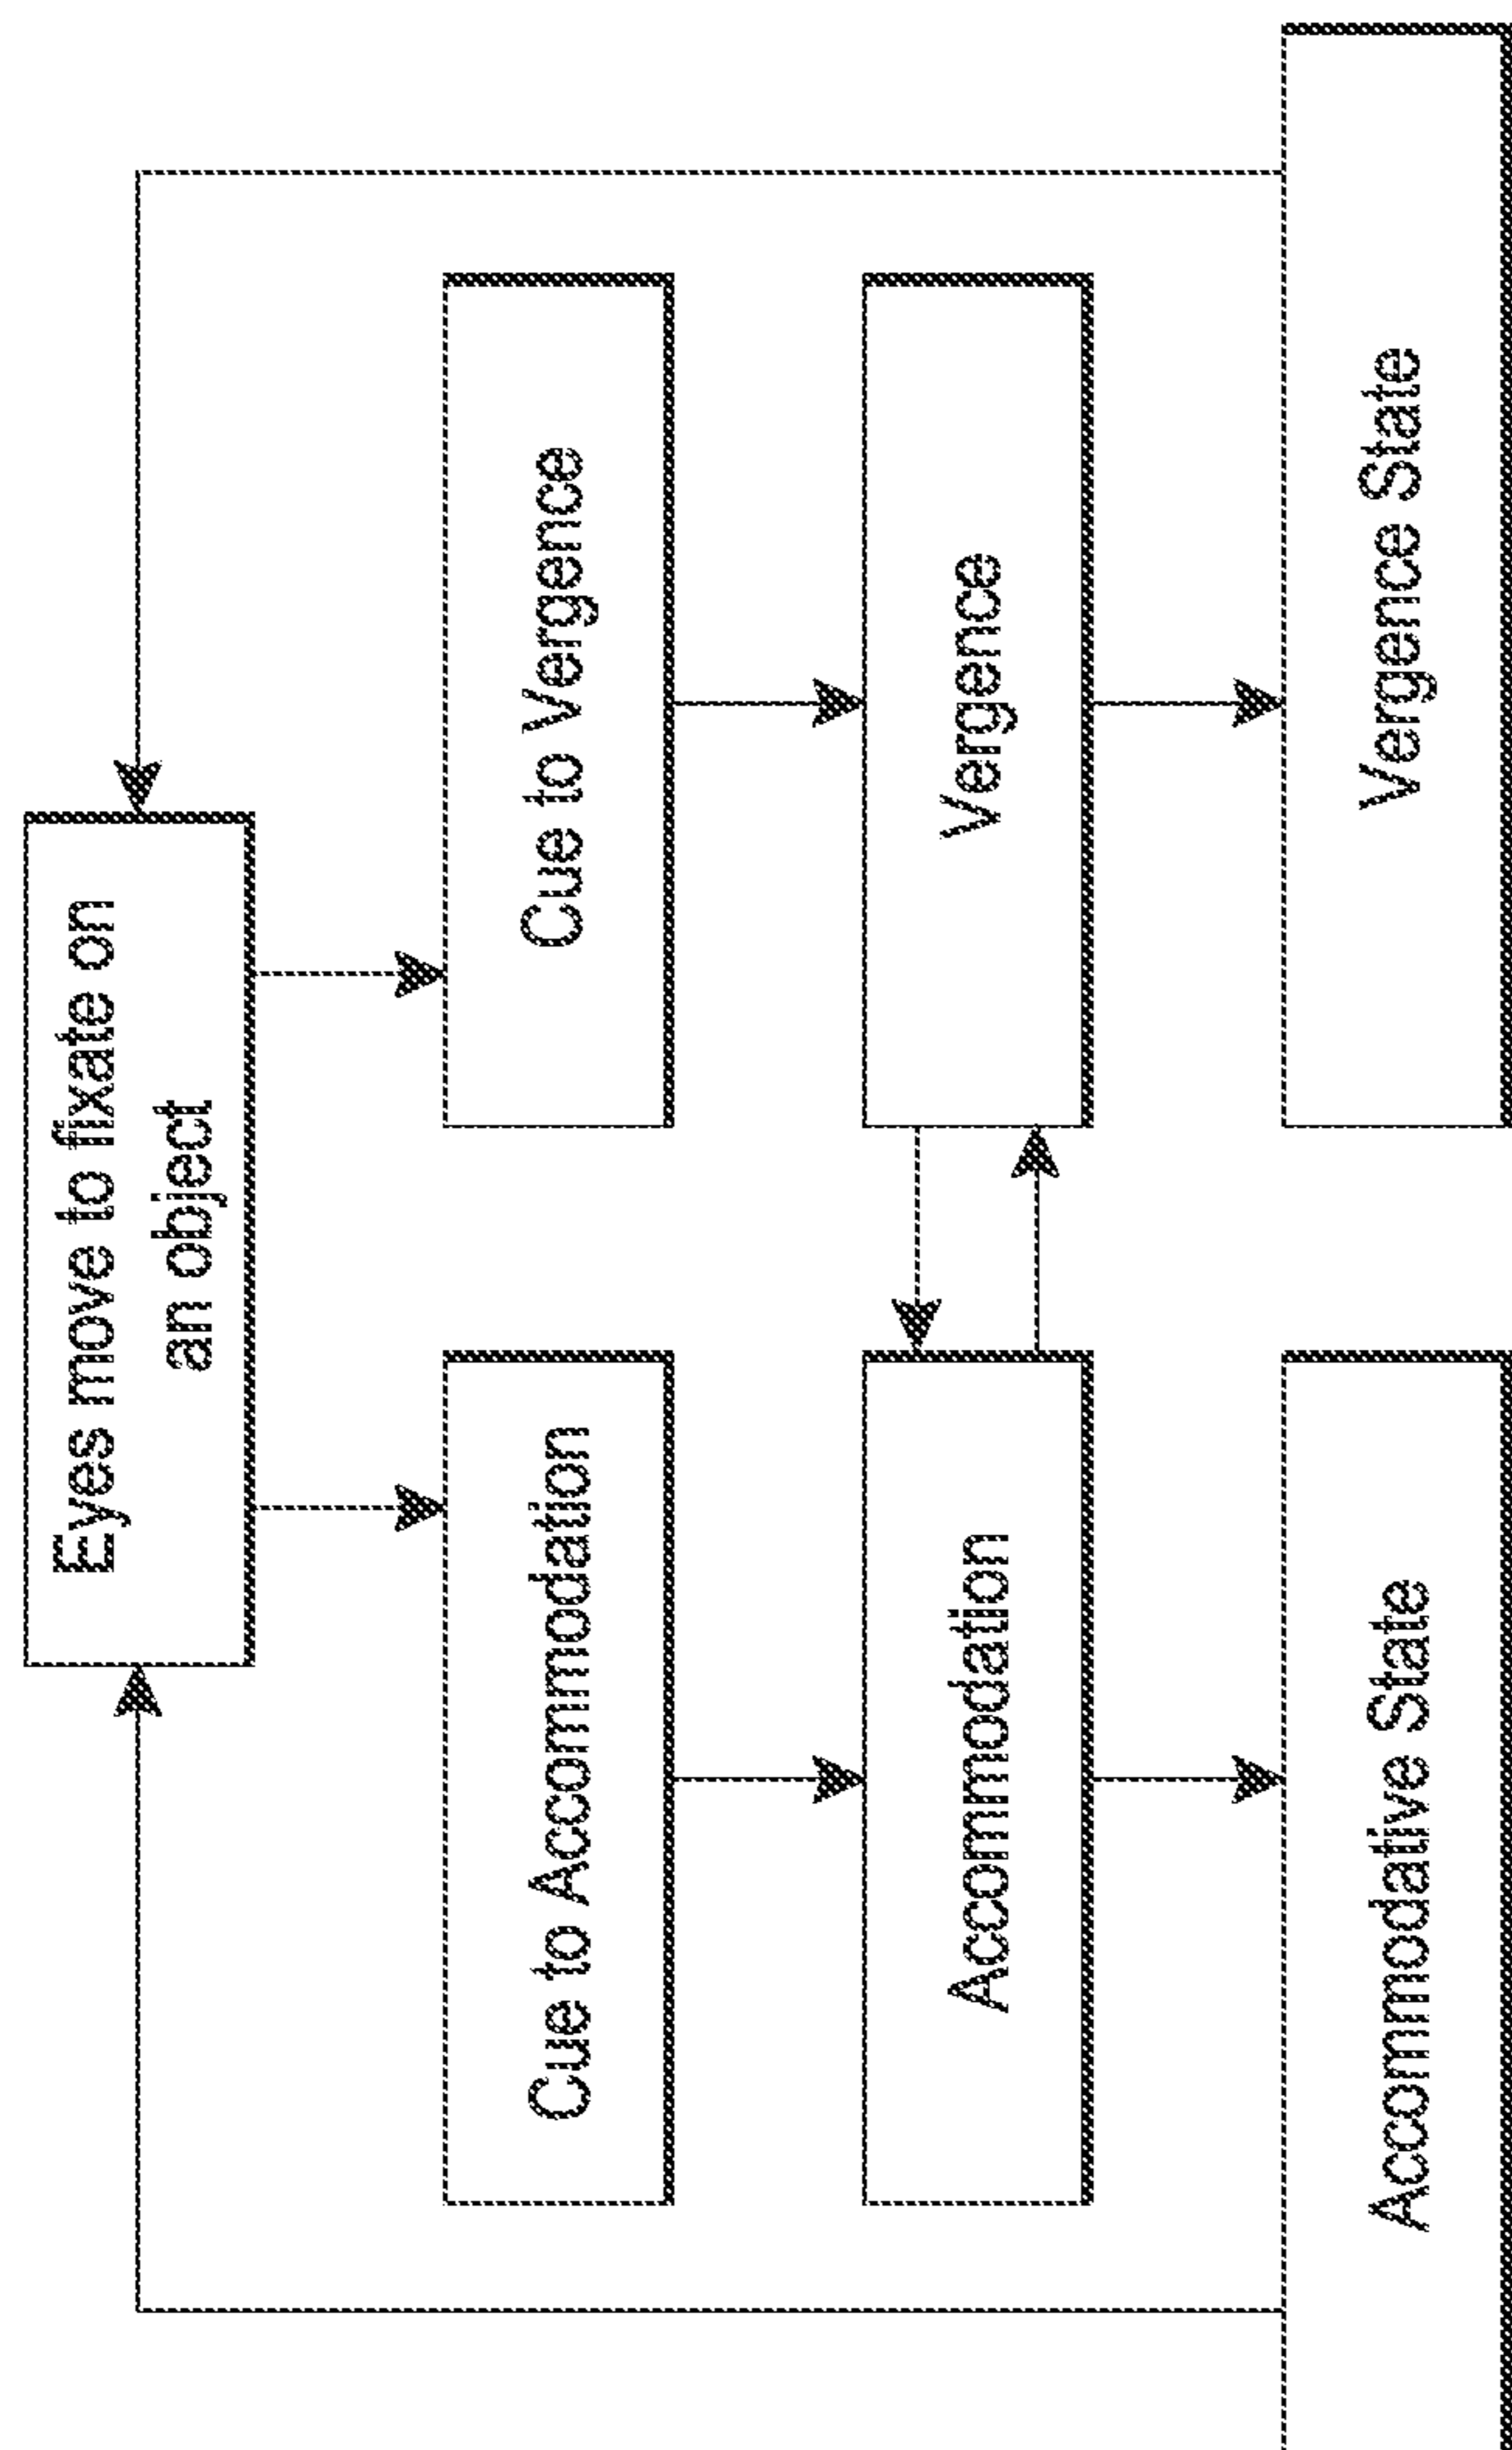 Eyes move to fixate on
an object
Cue to Accommodation
Cue to Vergence
Accommodation
Vergence
Accommodative State
Vergence State